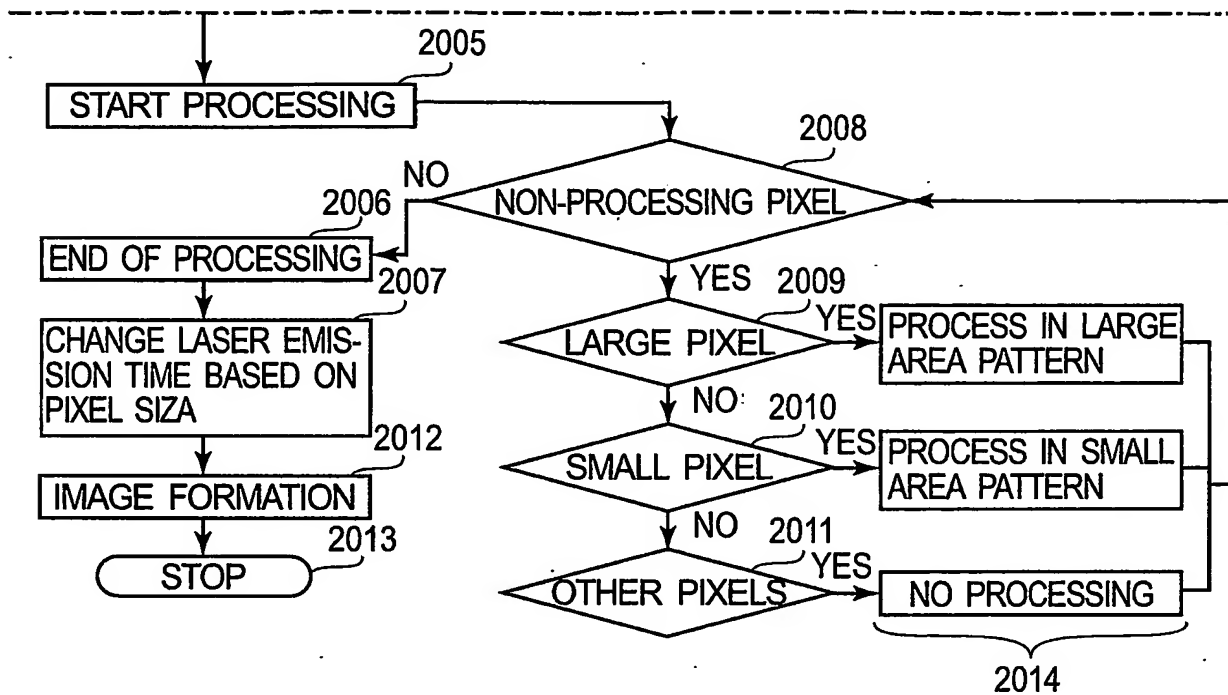 2005
START PROCESSING
2008
NON-PROCESSING PIXEL
NO
2006
END OF PROCESSING
2007
CHANGE LASER EMIS-
SION TIME BASED ON
PIXEL SIZA
2012
IMAGE FORMATION
2013
STOP
YES
2009
LARGE PIXEL
YES
PROCESS IN LARGE
AREA PATTERN
NO
2010
SMALL PIXEL
YES
PROCESS IN SMALL
AREA PATTERN
NO
2011
OTHER PIXELS
YES
NO PROCESSING
2014